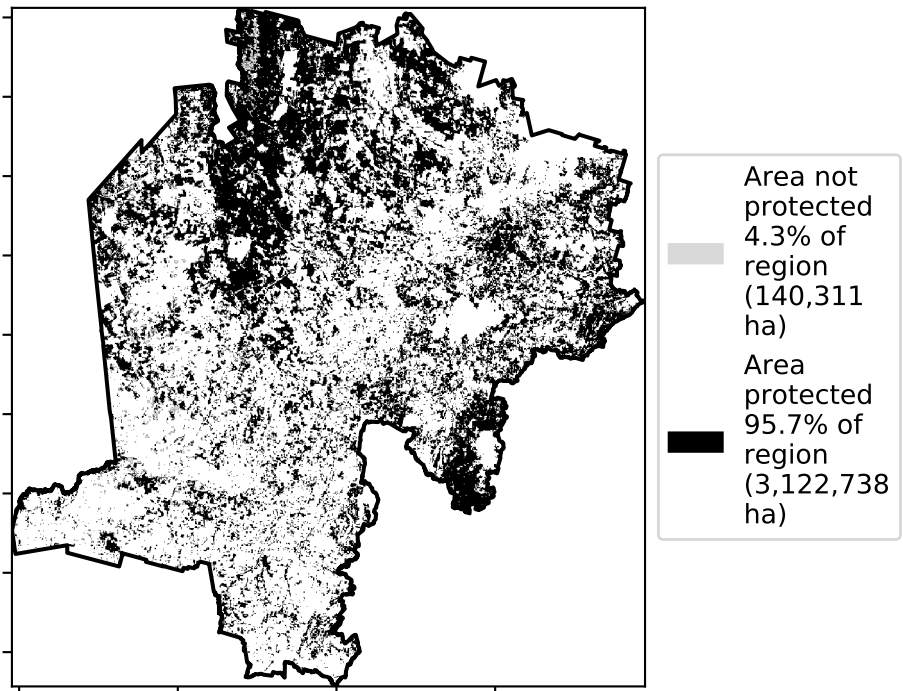 Area not
protected
4.3% of
region
(140,311
ha)
Area
protected
95.7% of
region
(3,122,738
ha)